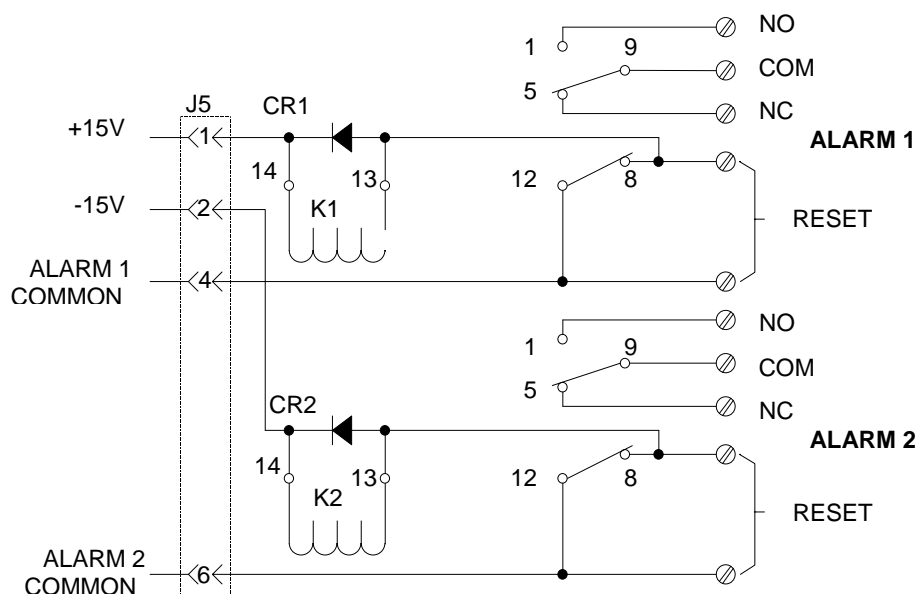 NO
1
9
COM
5
NC
J5
CR1
+15V
1
ALARM 1
14
13
12
8
-15V
2
K1
RESET
ALARM 1
COMMON
4
NO
1
9
COM
5
NC
CR2
ALARM 2
14
13
12
8
K2
RESET
ALARM 2
COMMON
6